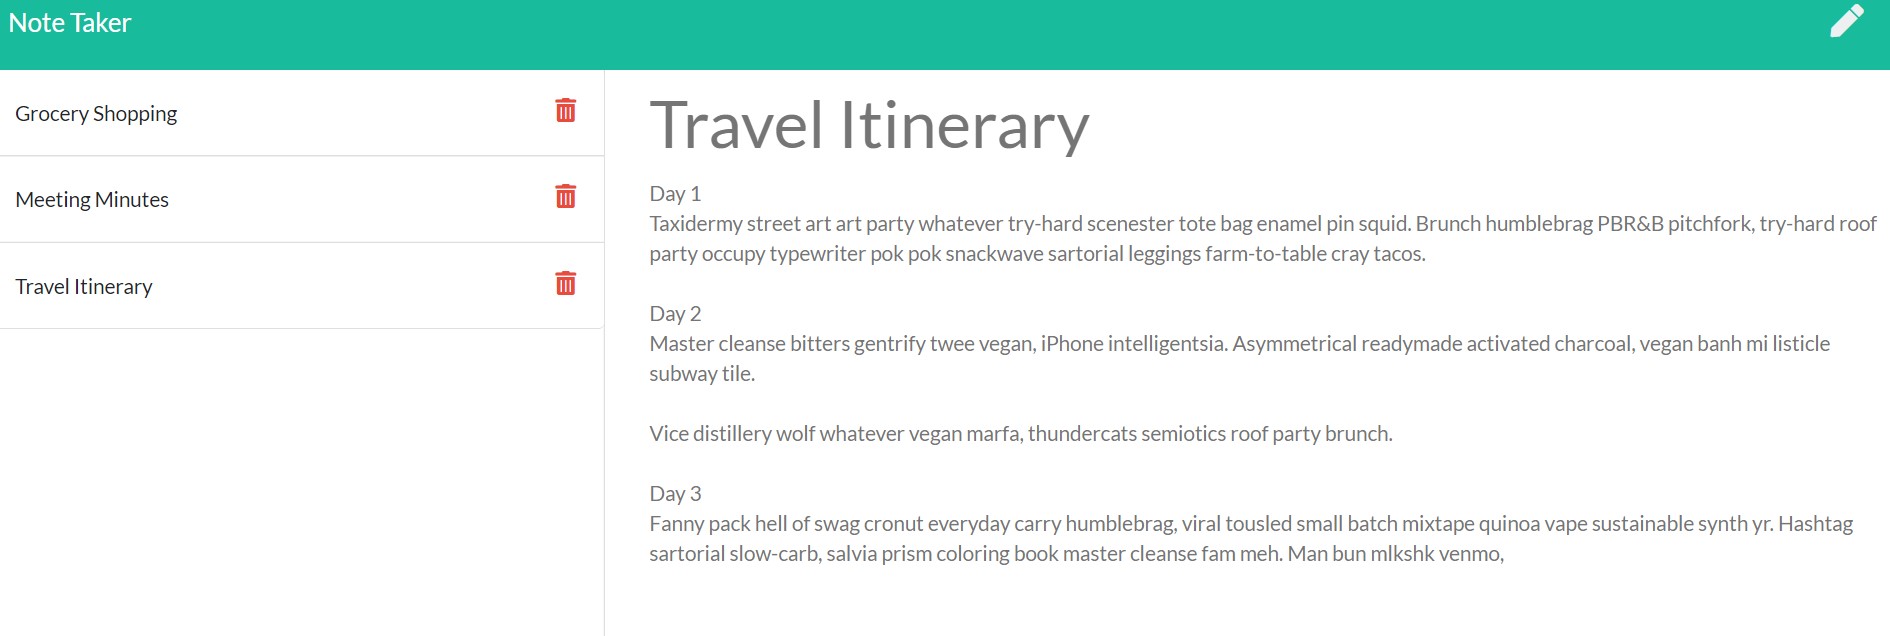 Note Taker
Grocery Shopping
Meeting Minutes
Travel Itinerary
Travel Itinerary
Day 1
Taxidermy street art art party whatever try-hard scenester tote bag enamel pin squid. Brunch humblebrag PBR&B pitchfork, try-hard roof
party occupy typewriter pok pok snackwave sartorial leggings farm-to-table cray tacos.
Day 2
Master cleanse bitters gentrify twee vegan, iPhone intelligentsia. Asymmetrical readymade activated charcoal, vegan banh mi listicle
subway tile.
Vice distillery wolf whatever vegan marfa, thundercats semiotics roof party brunch.
Day 3
Fanny pack hell of swag cronut everyday carry humblebrag, viral tousled small batch mixtape quinoa vape sustainable synth yr. Hashtag
sartorial slow-carb, salvia prism coloring book master cleanse fam meh. Man bun mlkshk venmo,